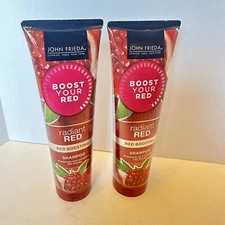 JOHN FRIEDA
BOOST
YOUR
RED
radiant
RED
RED BOOSTING
SHAMPOO
JOHN FRIEDA
BOOST
YOUR
RED
radiant
RED
RED BOOSTING
SHAMPOO